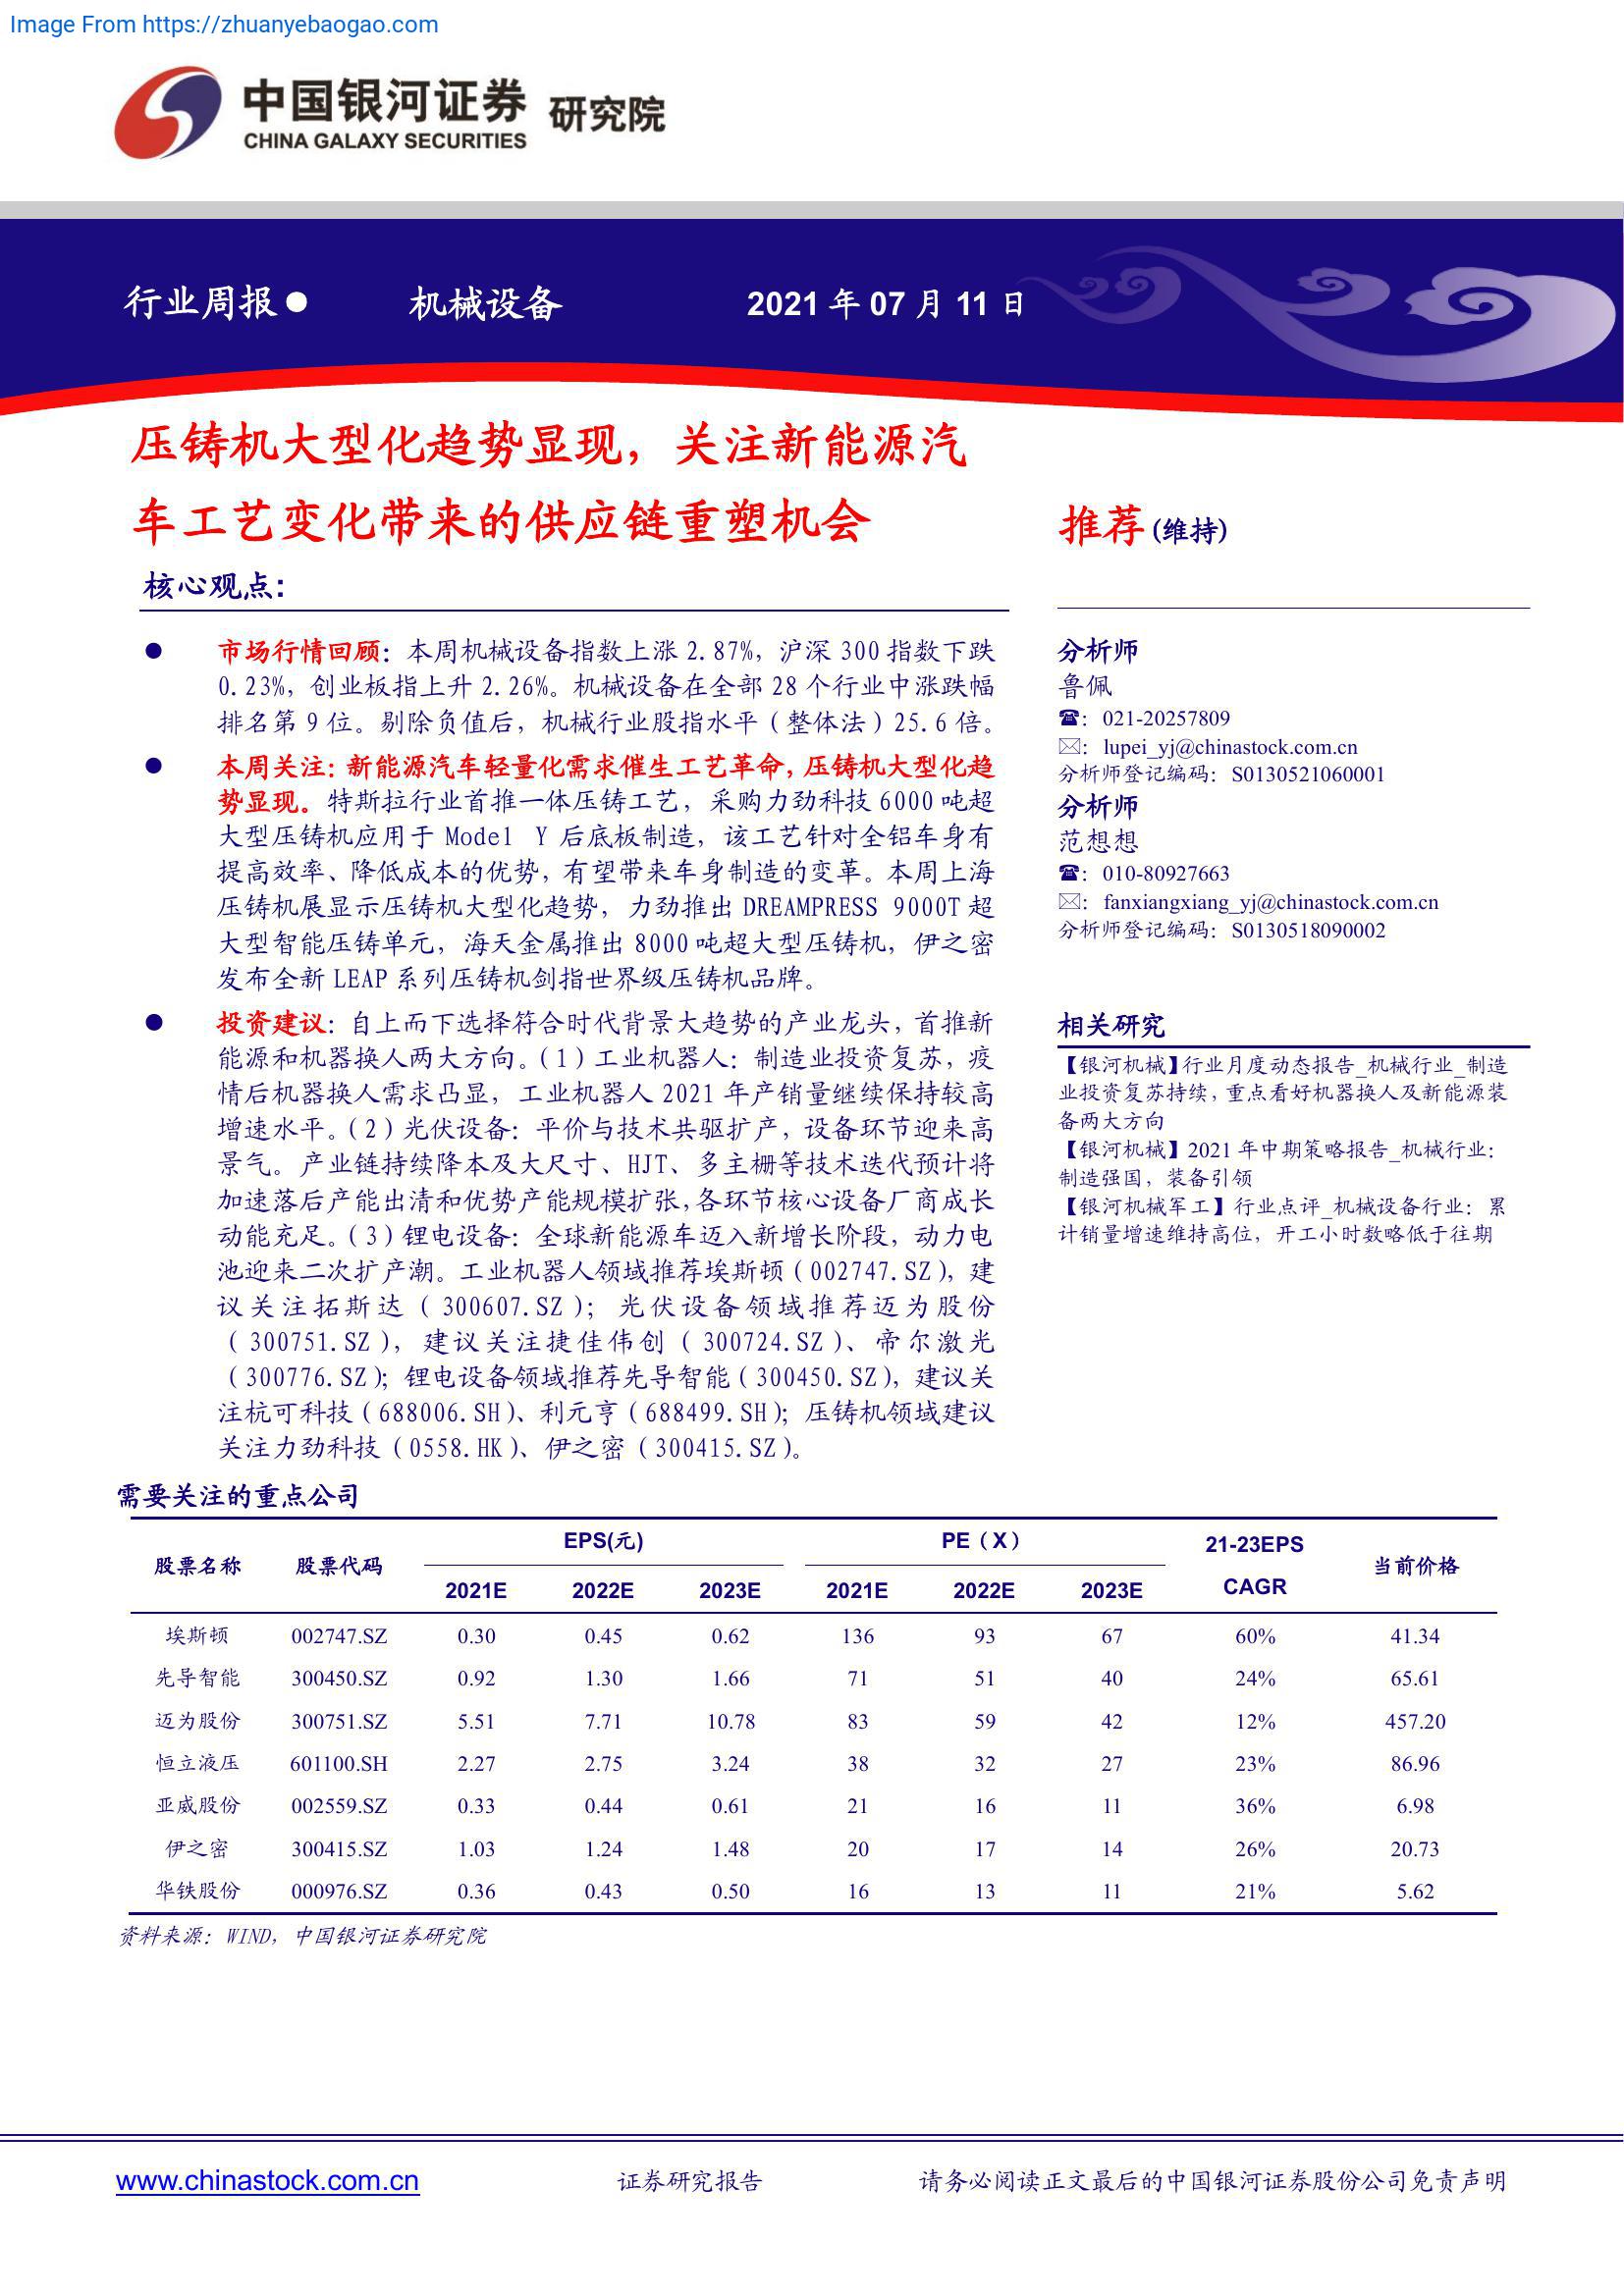 Image From https://zhuanyebaogao.com
中国银河证券 研究院
CHINA GALAXY SECURITIES
行业周报● 机械设备 2021 年 07 月 11 日
压铸机大型化趋势显现，关注新能源汽
车工艺变化带来的供应链重塑机会
推荐 (维持)
核心观点：
● 市场行情回顾：本周机械设备指数上涨 2.87%，沪深 300 指数下跌
0.23%，创业板指上升 2.26%。机械设备在全部 28 个行业中涨跌幅
排名第 9 位。剔除负值后，机械行业股指水平（整体法）25.6 倍。
● 本周关注：新能源汽车轻量化需求催生工艺革命，压铸机大型化趋
势显现。特斯拉行业首推一体压铸工艺，采购力劲科技 6000 吨超
大型压铸机应用于 Model Y 后底板制造，该工艺针对全铝车身有
提高效率、降低成本的优势，有望带来车身制造的变革。本周上海
压铸机展显示压铸机大型化趋势，力劲推出 DREAMPRESS 9000T 超
大型智能压铸单元，海天金属推出 8000 吨超大型压铸机，伊之密
发布全新 LEAP 系列压铸机剑指世界级压铸机品牌。
● 投资建议：自上而下选择符合时代背景大趋势的产业龙头，首推新
能源和机器换人两大方向。（1）工业机器人：制造业投资复苏，疫
情后机器换人需求凸显，工业机器人 2021 年产销量继续保持较高
增速水平。（2）光伏设备：平价与技术共驱扩产，设备环节迎来高
景气。产业链持续降本及大尺寸、HJT、多主栅等技术迭代预计将
加速落后产能出清和优势产能规模扩张，各环节核心设备厂商成长
动能充足。（3）锂电设备：全球新能源车迈入新增长阶段，动力电
池迎来二次扩产潮。工业机器人领域推荐埃斯顿（002747.SZ），建
议关注拓斯达（300607.SZ）；光伏设备领域推荐迈为股份
（300751.SZ），建议关注捷佳伟创（300724.SZ）、帝尔激光
（300776.SZ）；锂电设备领域推荐先导智能（300450.SZ），建议关
注杭可科技（688006.SH）、利元亨（688499.SH）；压铸机领域建议
关注力劲科技（0558.HK）、伊之密（300415.SZ）。
分析师
鲁佩
☎：021-20257809
✉：lupei_yj@chinastock.com.cn
分析师登记编码：S0130521060001
分析师
范想想
☎：010-80927663
✉：fanxiangxiang_yj@chinastock.com.cn
分析师登记编码：S0130518090002
相关研究
【银河机械】行业月度动态报告_机械行业_制造
业投资复苏持续，重点看好机器换人及新能源装
备两大方向
【银河机械】2021 年中期策略报告_机械行业：
制造强国，装备引领
【银河机械军工】行业点评_机械设备行业：累
计销量增速维持高位，开工小时数略低于往期
需要关注的重点公司
股票名称 股票代码 EPS(元) PE（X） 21-23EPS CAGR 当前价格
2021E 2022E 2023E 2021E 2022E 2023E
埃斯顿 002747.SZ 0.30 0.45 0.62 136 93 67 60% 41.34
先导智能 300450.SZ 0.92 1.30 1.66 71 51 40 24% 65.61
迈为股份 300751.SZ 5.51 7.71 10.78 83 59 42 12% 457.20
恒立液压 601100.SH 2.27 2.75 3.24 38 32 27 23% 86.96
亚威股份 002559.SZ 0.33 0.44 0.61 21 16 11 36% 6.98
伊之密 300415.SZ 1.03 1.24 1.48 20 17 14 26% 20.73
华铁股份 000976.SZ 0.36 0.43 0.50 16 13 11 21% 5.62
资料来源：WIND，中国银河证券研究院
www.chinastock.com.cn 证券研究报告 请务必阅读正文最后的中国银河证券股份公司免责声明